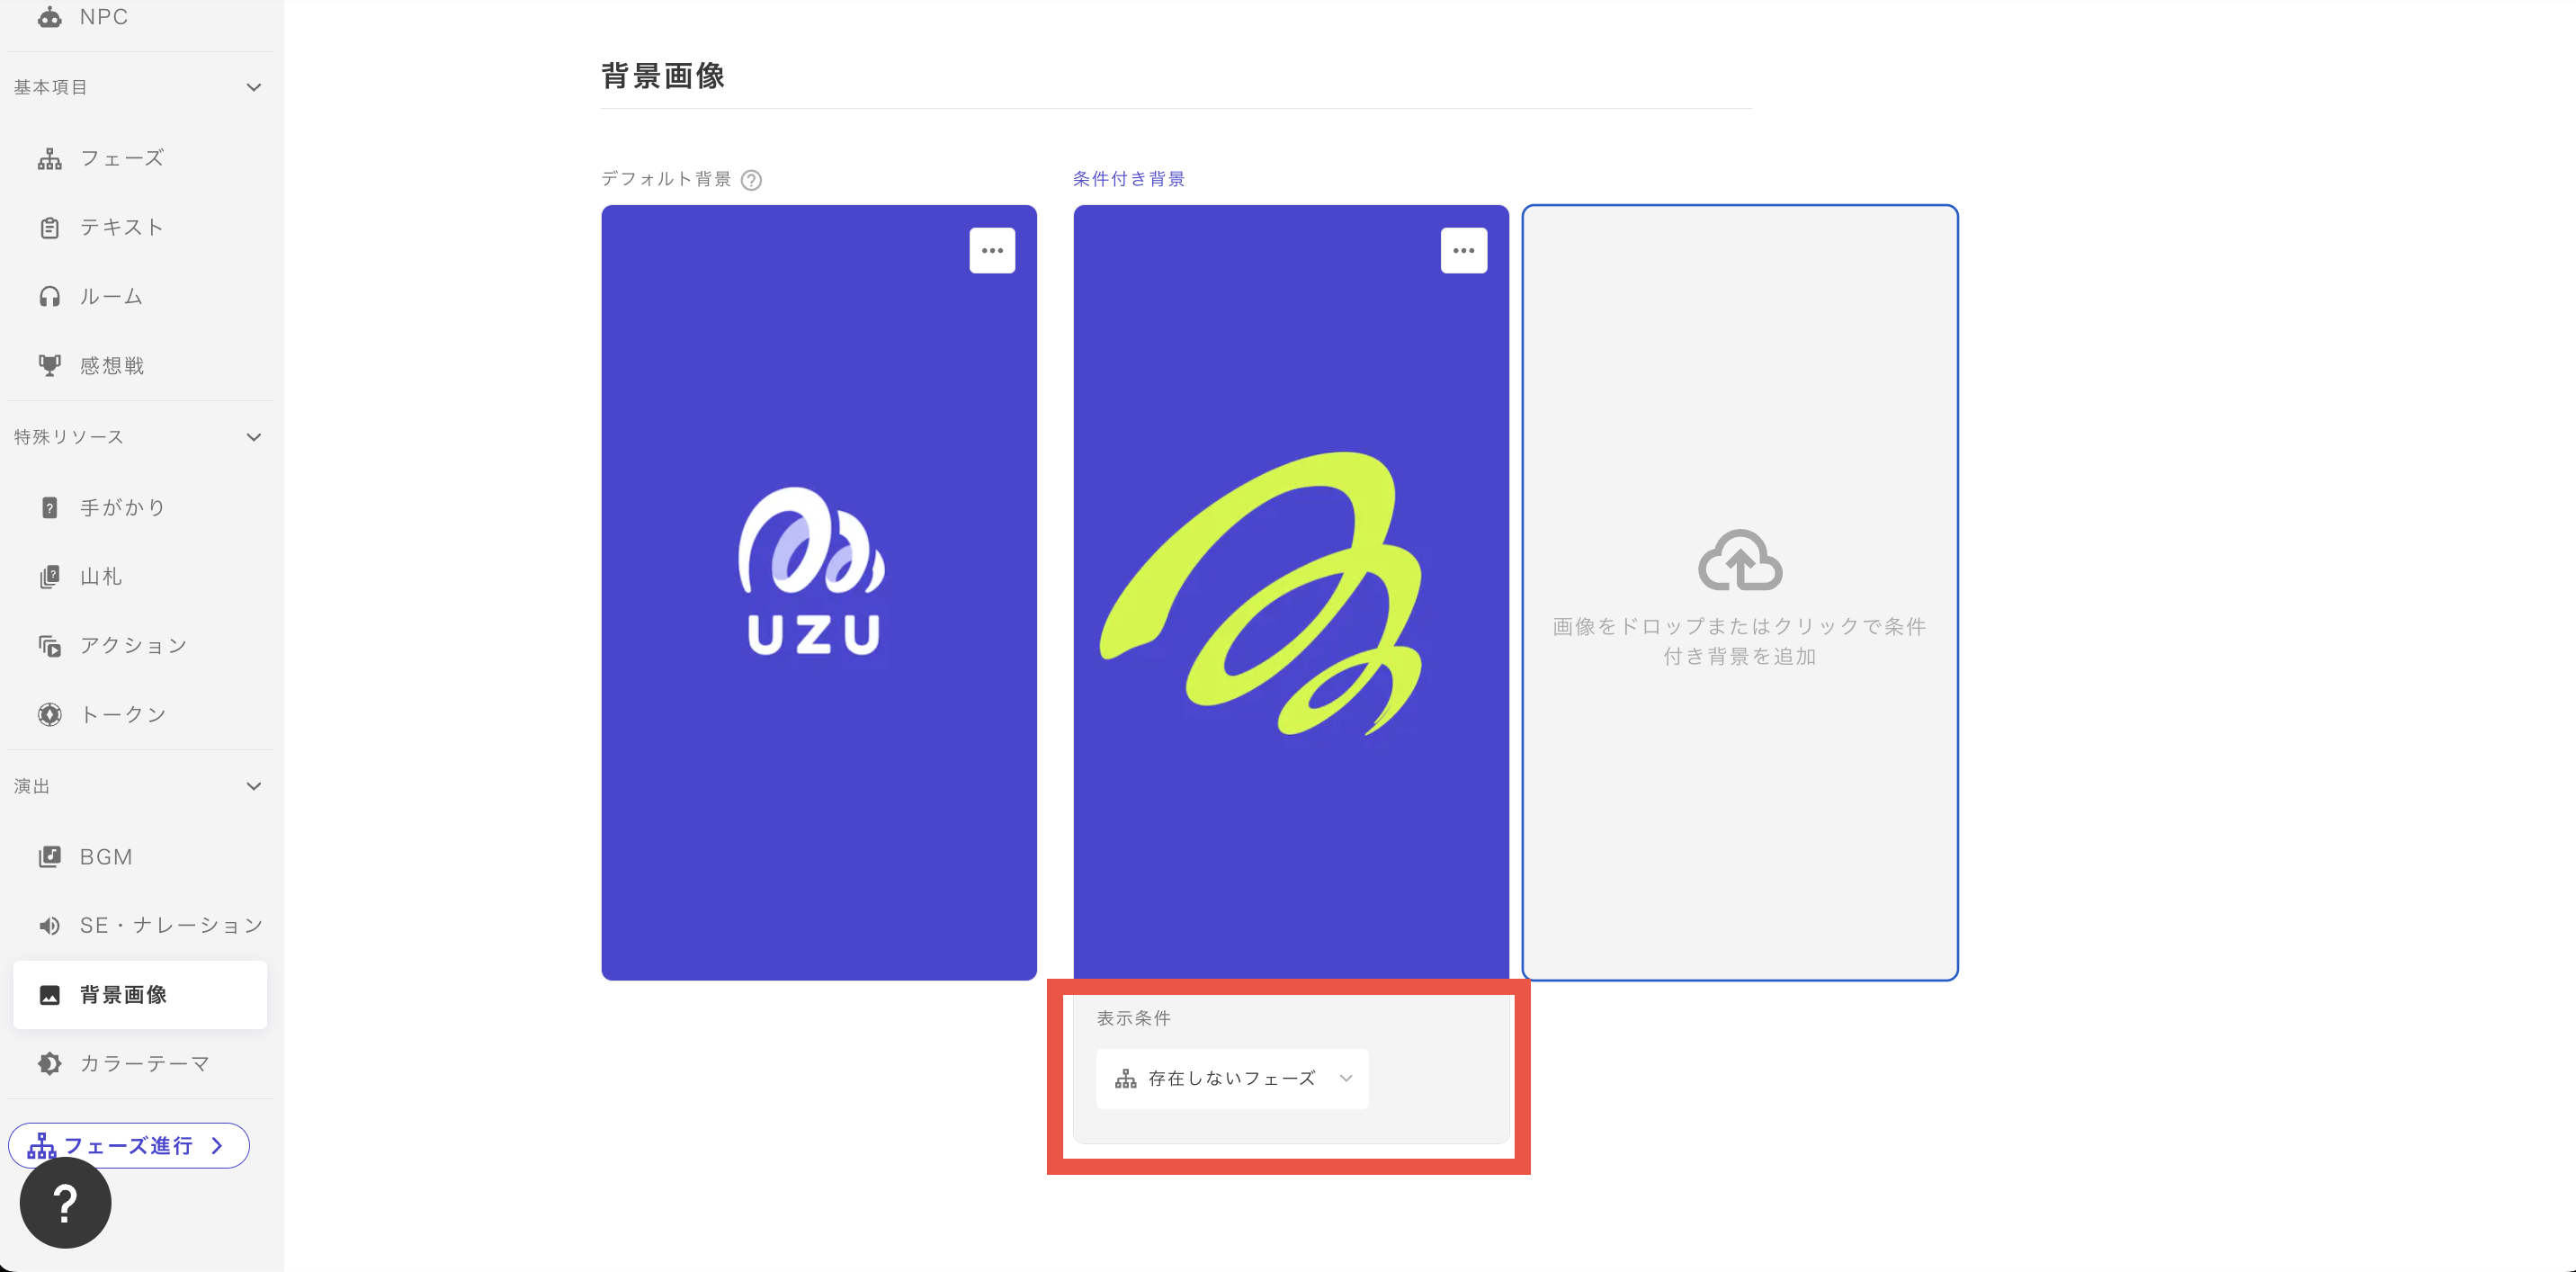 NPC
基本項目
フェーズ
テキスト
ルーム
感想戦
特殊リソース
手がかり
山札
アクション
トークン
演出
BGM
SE・ナレーション
背景画像
カラーテーマ
フェーズ進行
?
背景画像
デフォルト背景 ?
条件付き背景
UZU
画像をドロップまたはクリックで条件
付き背景を追加
表示条件
存在しないフェーズ